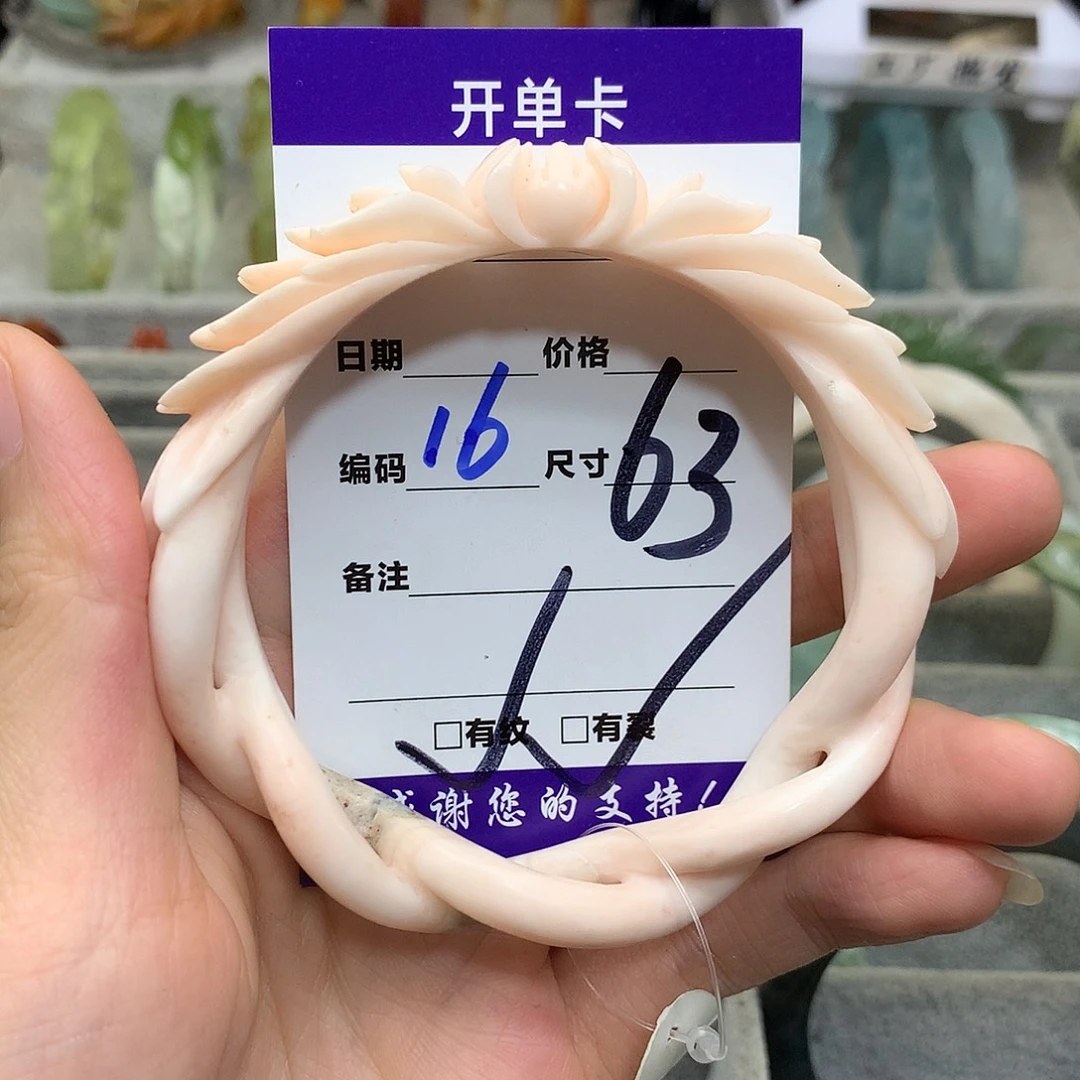 开单卡
日期 价格
编码 16 尺寸 63
备注
□有纹 □有裂
感谢您的支持！